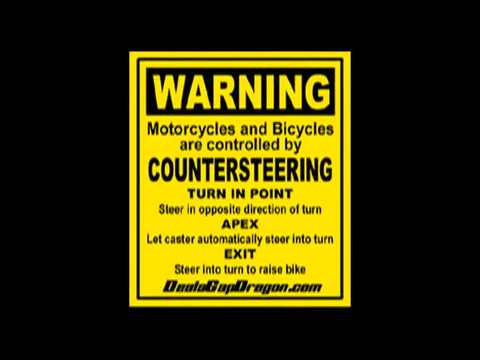 WARNING
Motorcycles and Bicycles
are controlled by
COUNTERSTEERING
TURN IN POINT
Steer in opposite direction of turn
APEX
Let caster automatically steer into turn
EXIT
Steer into turn to raise bike
DealsGapDragon.com